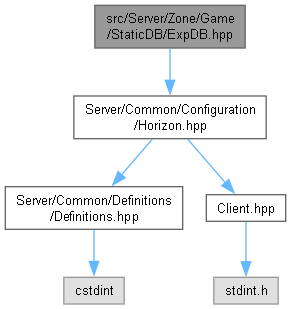 src/Server/Zone/Game
/StaticDB/ExpDB.hpp
Server/Common/Configuration
/Horizon.hpp
Server/Common/Definitions
/Definitions.hpp
Client.hpp
cstdint
stdint.h